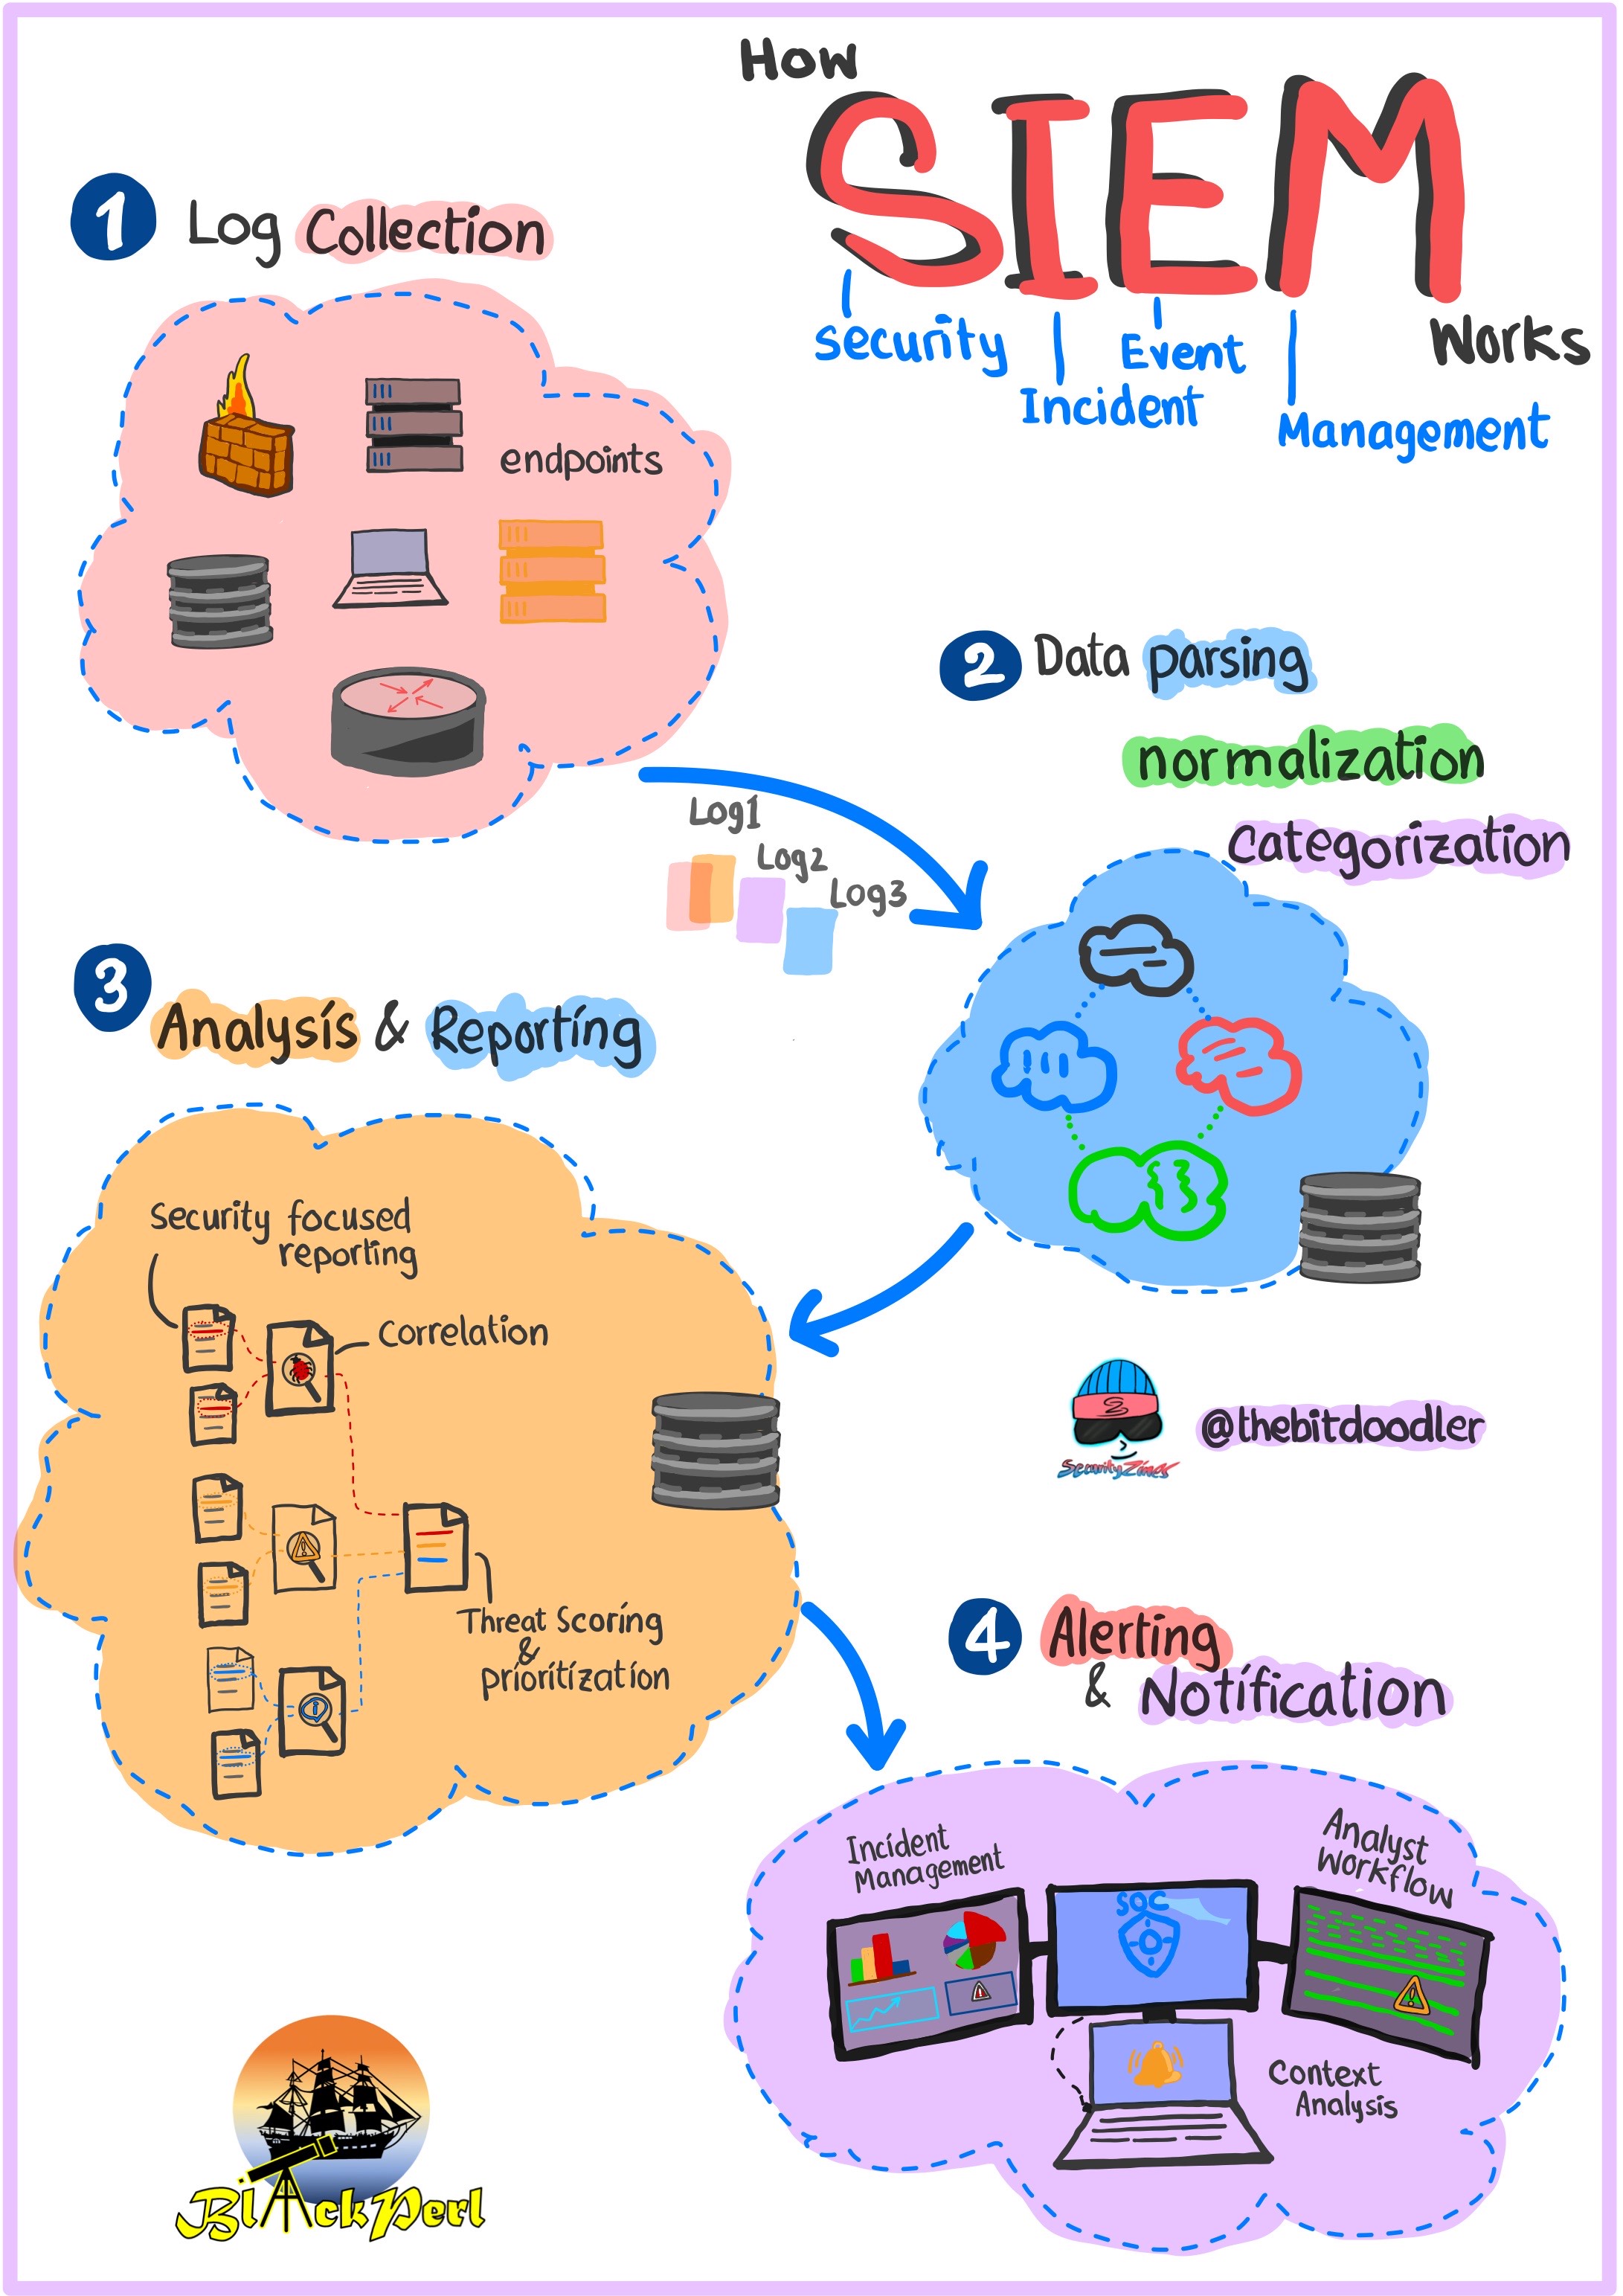 How
SIEM
Works
Security
Incident
Event
Management
1 Log Collection
endpoints
Log1
Log2
Log3
2 Data parsing
normalization
Categorization
3 Analysis & Reporting
Security focused
reporting
Correlation
Threat Scoring
&
prioritization
SecurityZines
@thebitdoodler
4 Alerting
& Notification
Incident
Management
SOC
Analyst
Workflow
Context
Analysis
BlackPerl